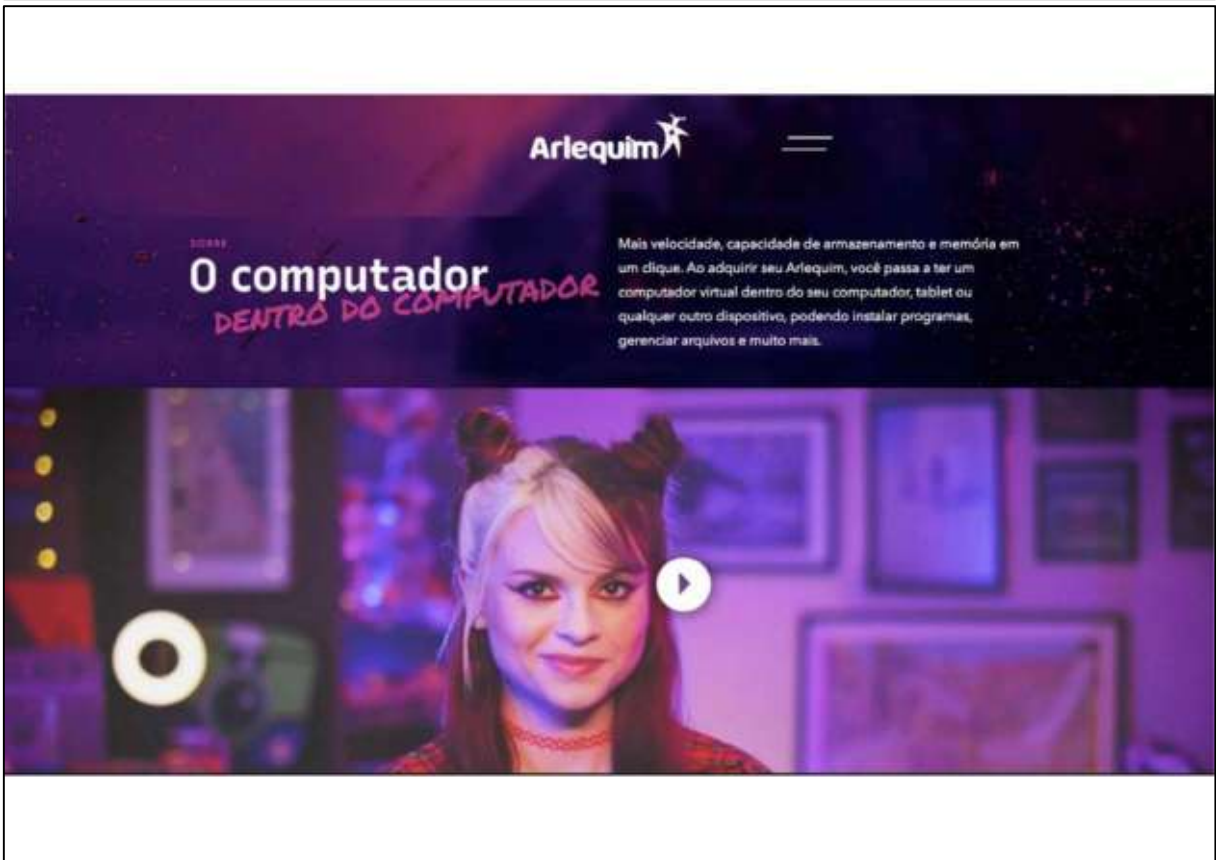 Arlequim
SOBRE
O computador
DENTRO DO COMPUTADOR
Mais velocidade, capacidade de armazenamento e memória em
um clique. Ao adquirir seu Arlequim, você passa a ter um
computador virtual dentro do seu computador, tablet ou
qualquer outro dispositivo, podendo instalar programas,
gerenciar arquivos e muito mais.